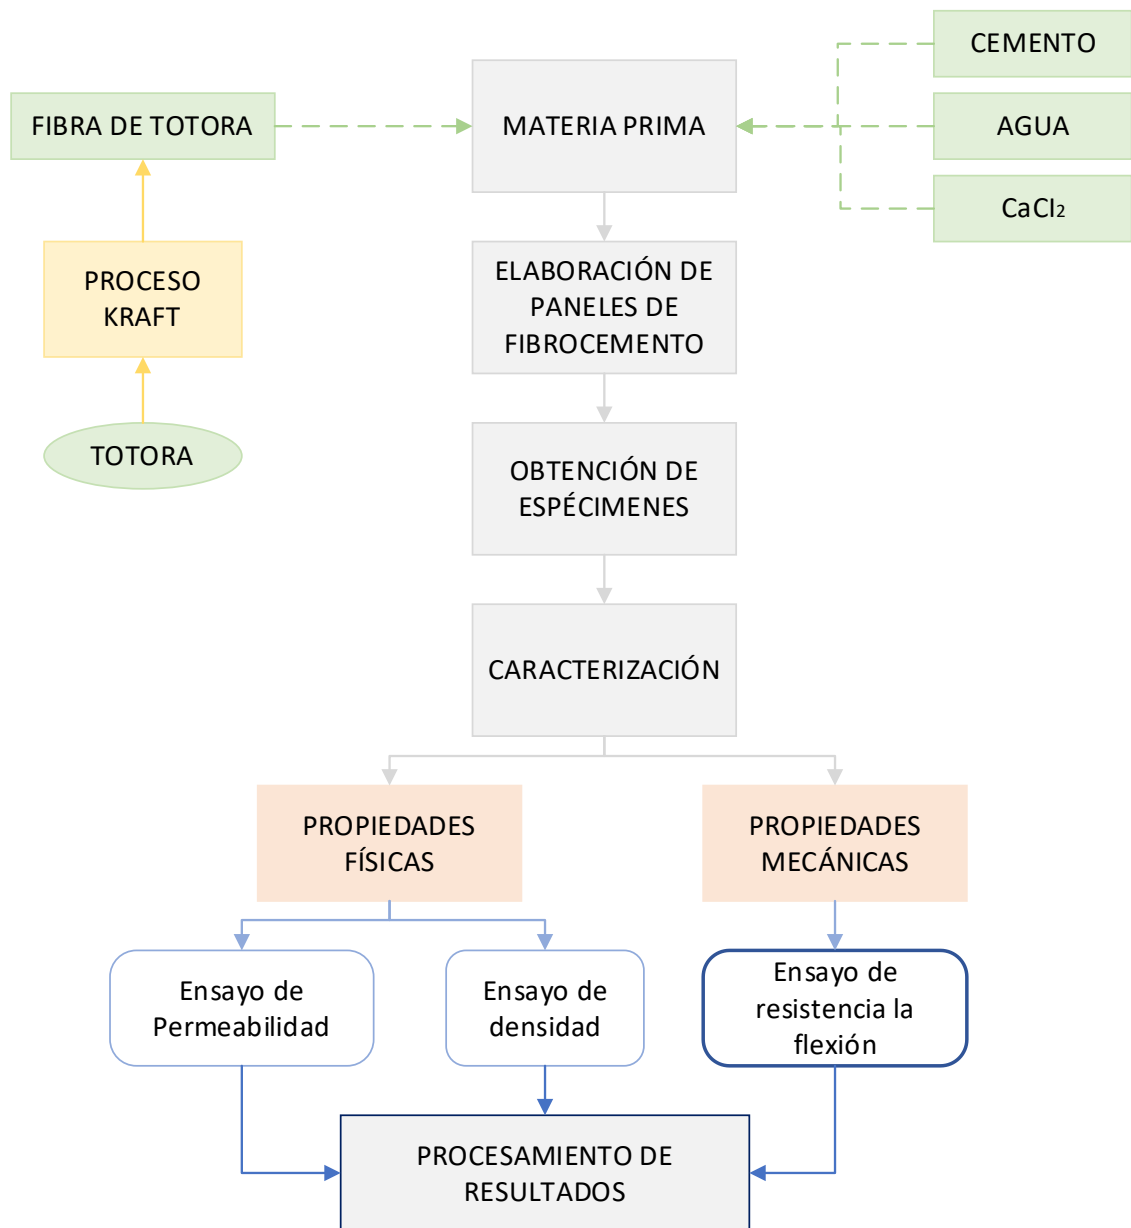 CEMENTO
FIBRA DE TOTORA
MATERIA PRIMA
AGUA
CaCl₂
PROCESO
KRAFT
ELABORACIÓN DE
PANELES DE
FIBROCEMENTO
TOTORA
OBTENCIÓN DE
ESPÉCIMENES
CARACTERIZACIÓN
PROPIEDADES
FÍSICAS
PROPIEDADES
MECÁNICAS
Ensayo de
Permeabilidad
Ensayo de
densidad
Ensayo de
resistencia la
flexión
PROCESAMIENTO DE
RESULTADOS